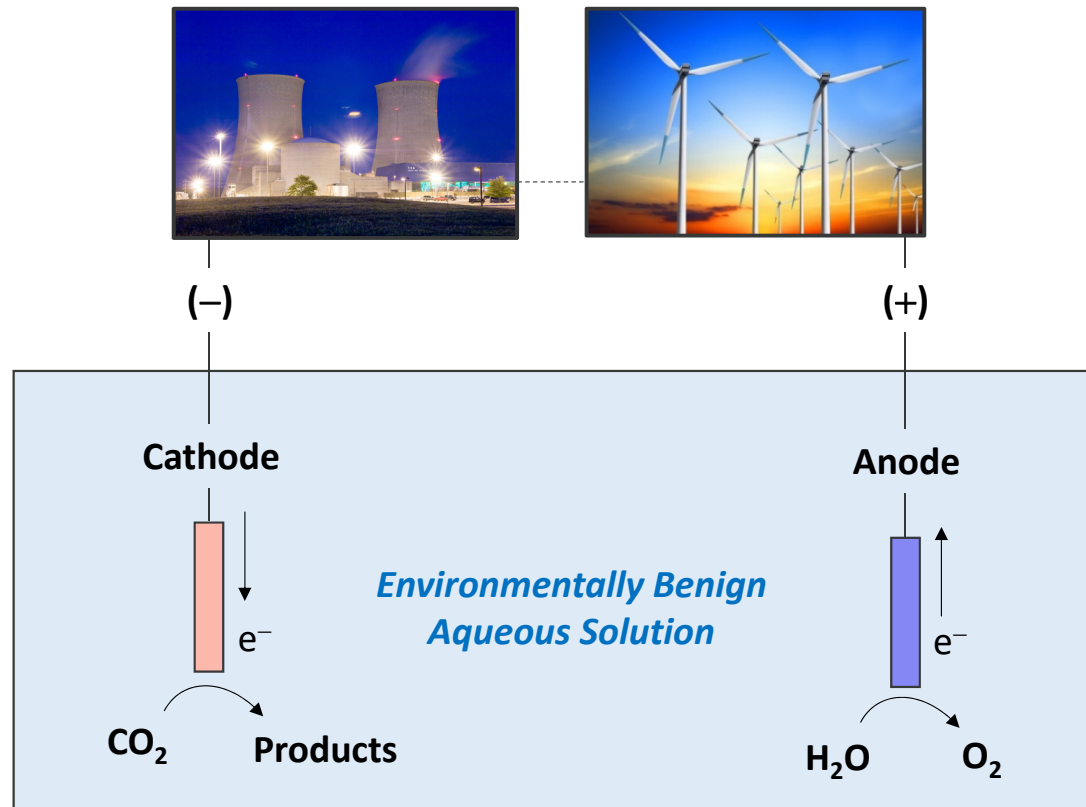 (−)
(+)
Cathode
Anode
Environmentally Benign
Aqueous Solution
e⁻
e⁻
CO₂
Products
H₂O
O₂